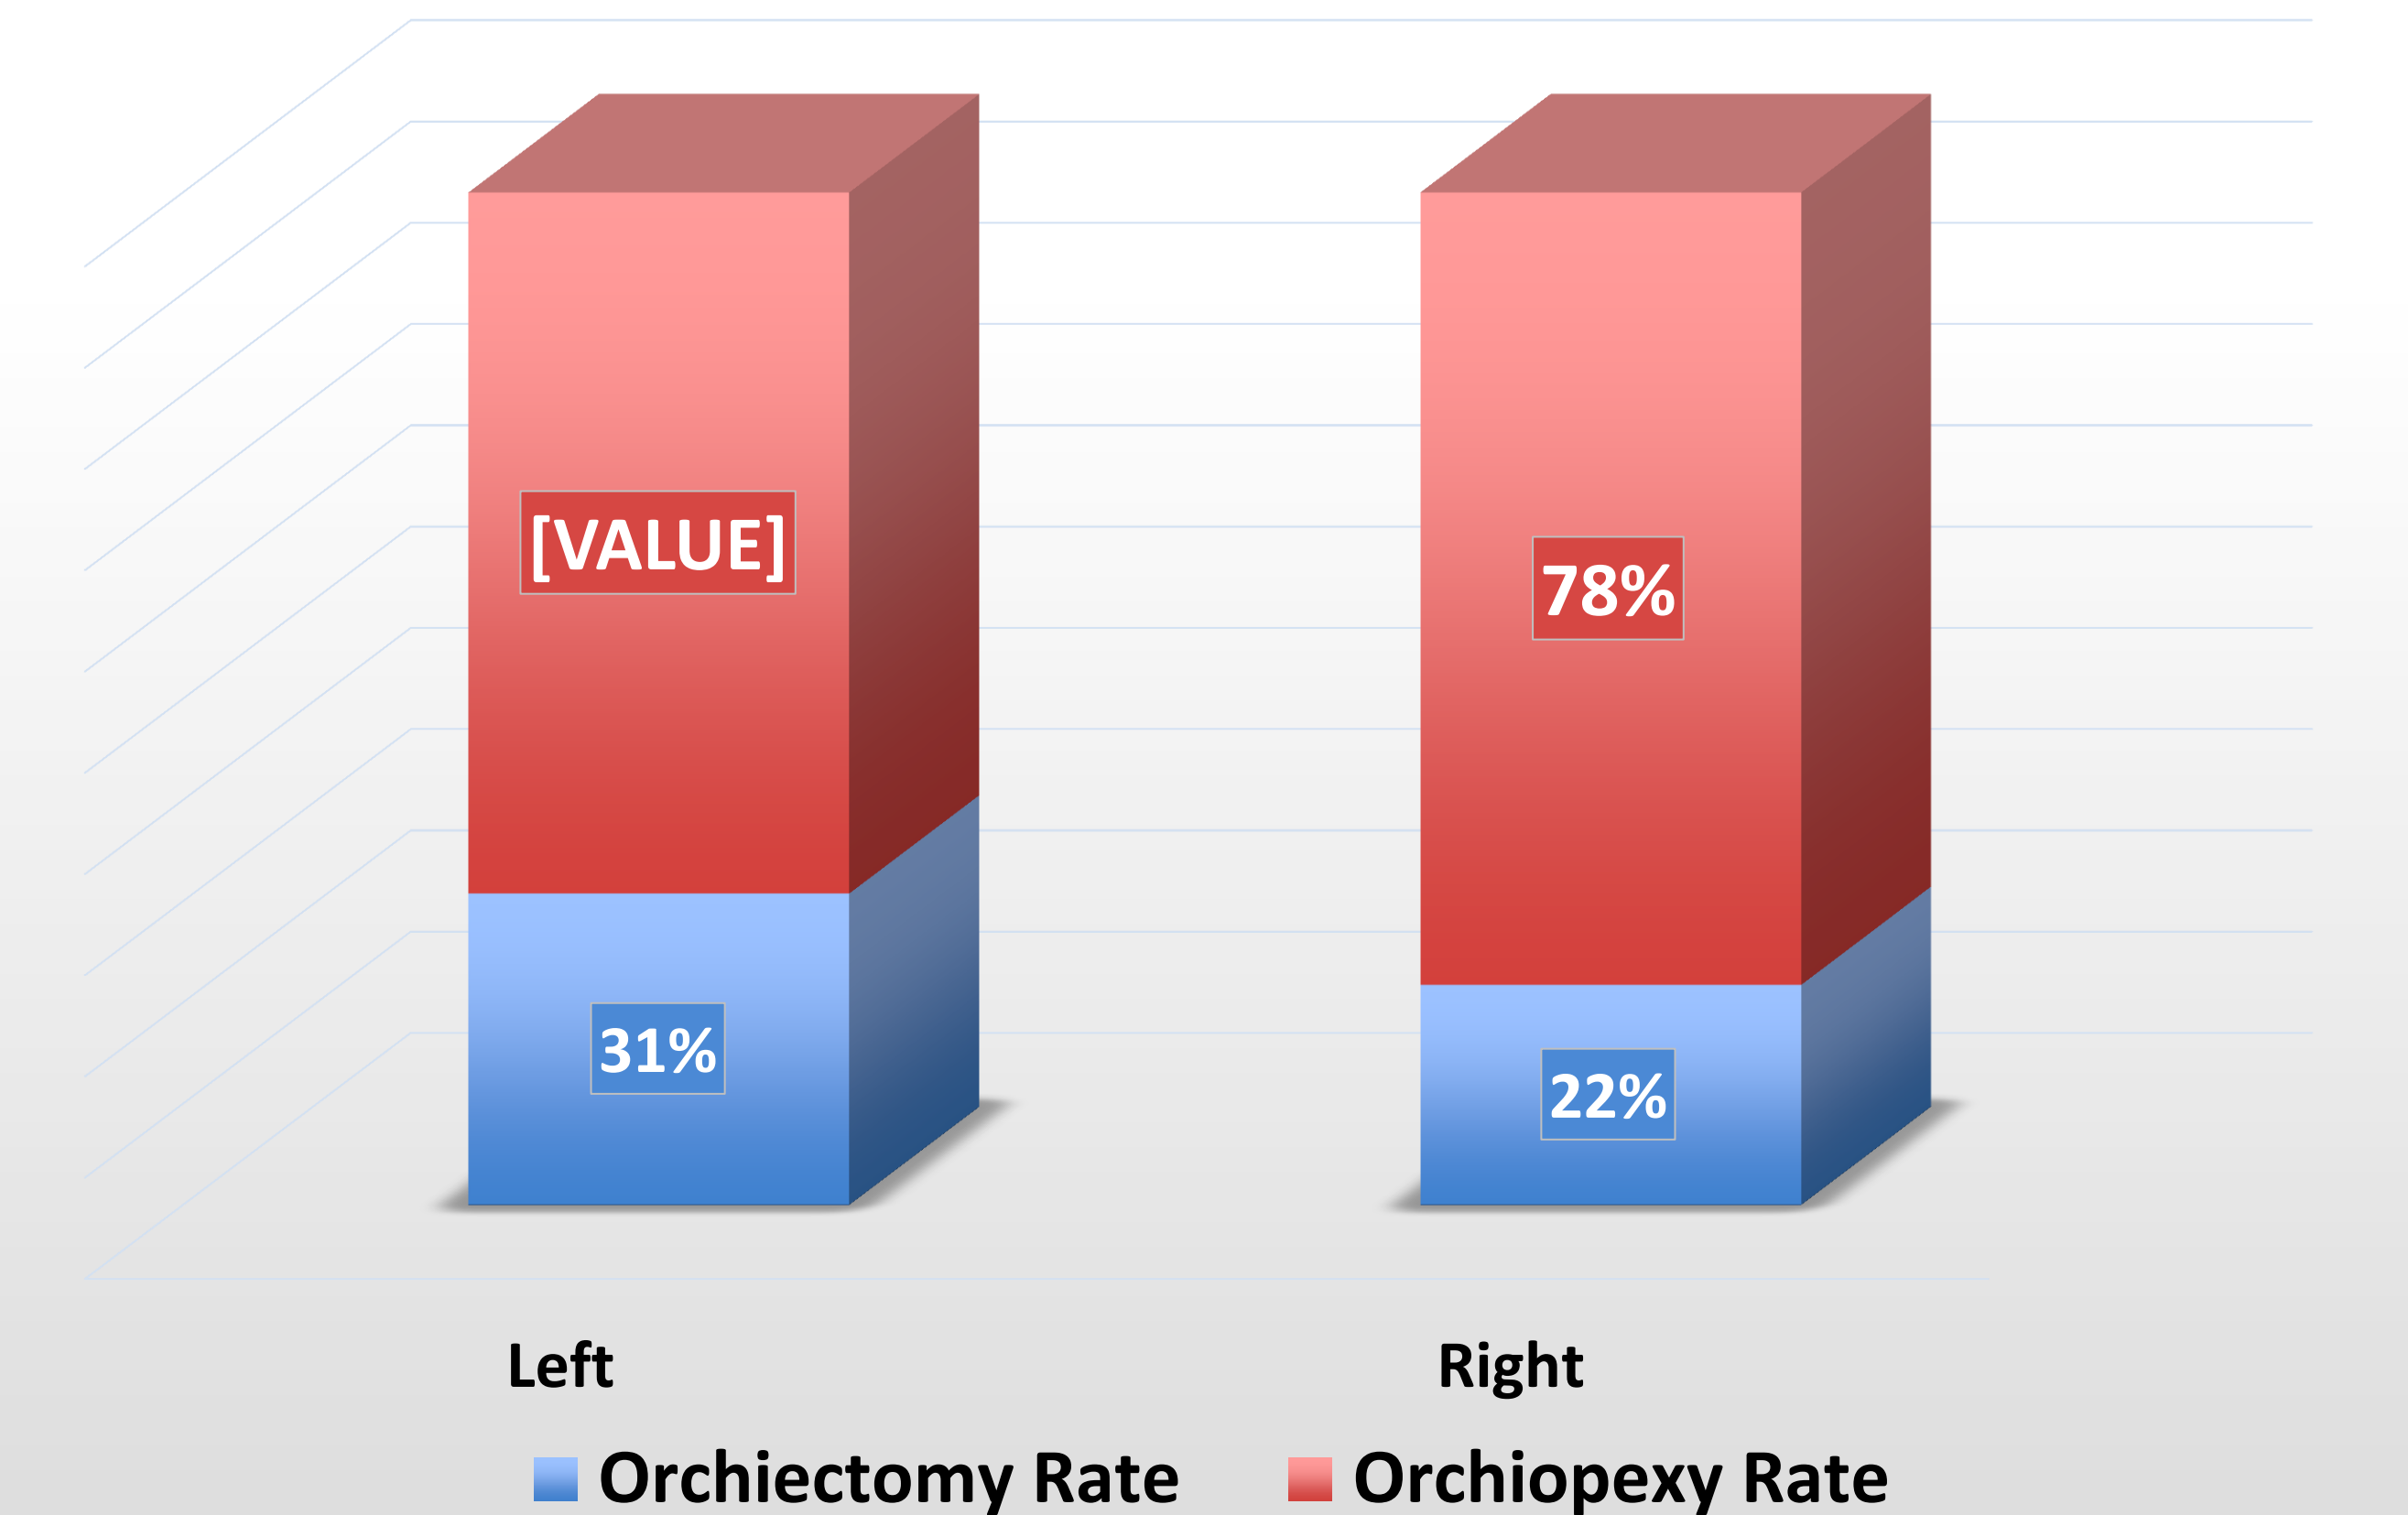 [VALUE]
78%
31%
22%
Left
Right
Orchiectomy Rate
Orchiopexy Rate